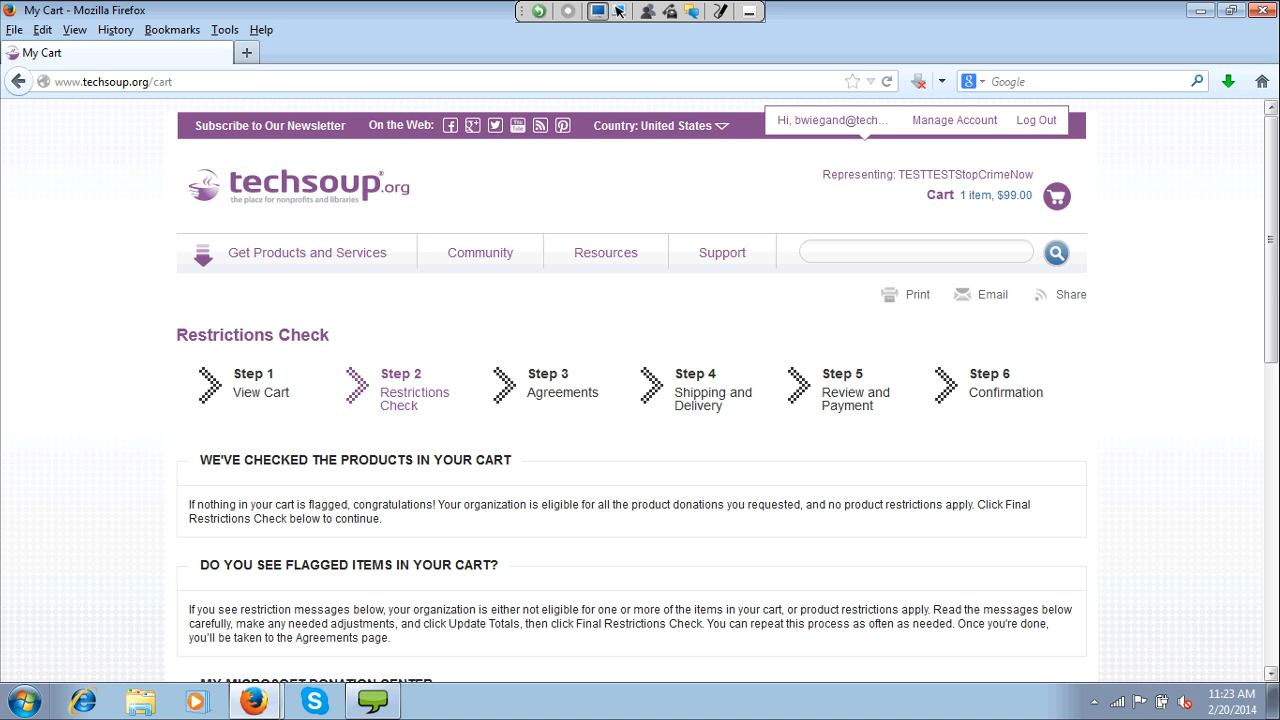 My Cart - Mozilla Firefox
File Edit View History Bookmarks Tools Help
My Cart
www.techsoup.org/cart
Google
Subscribe to Our Newsletter On the Web: Country: United States Hi, bwiegand@tech... Manage Account Log Out
techsoup.org
the place for nonprofits and libraries
Representing: TESTTESTStopCrimeNow
Cart 1 item, $99.00
Get Products and Services Community Resources Support
Print Email Share
Restrictions Check
Step 1 Step 2 Step 3 Step 4 Step 5 Step 6
View Cart Restrictions Agreements Shipping and Review and Confirmation
Check Delivery Payment
WE'VE CHECKED THE PRODUCTS IN YOUR CART
If nothing in your cart is flagged, congratulations! Your organization is eligible for all the product donations you requested, and no product restrictions apply. Click Final
Restrictions Check below to continue.
DO YOU SEE FLAGGED ITEMS IN YOUR CART?
If you see restriction messages below, your organization is either not eligible for one or more of the items in your cart, or product restrictions apply. Read the messages below
carefully, make any needed adjustments, and click Update Totals, then click Final Restrictions Check. You can repeat this process as often as needed. Once you're done,
you'll be taken to the Agreements page.
MY MICROSOFT DONATION CENTER
11:23 AM
2/20/2014